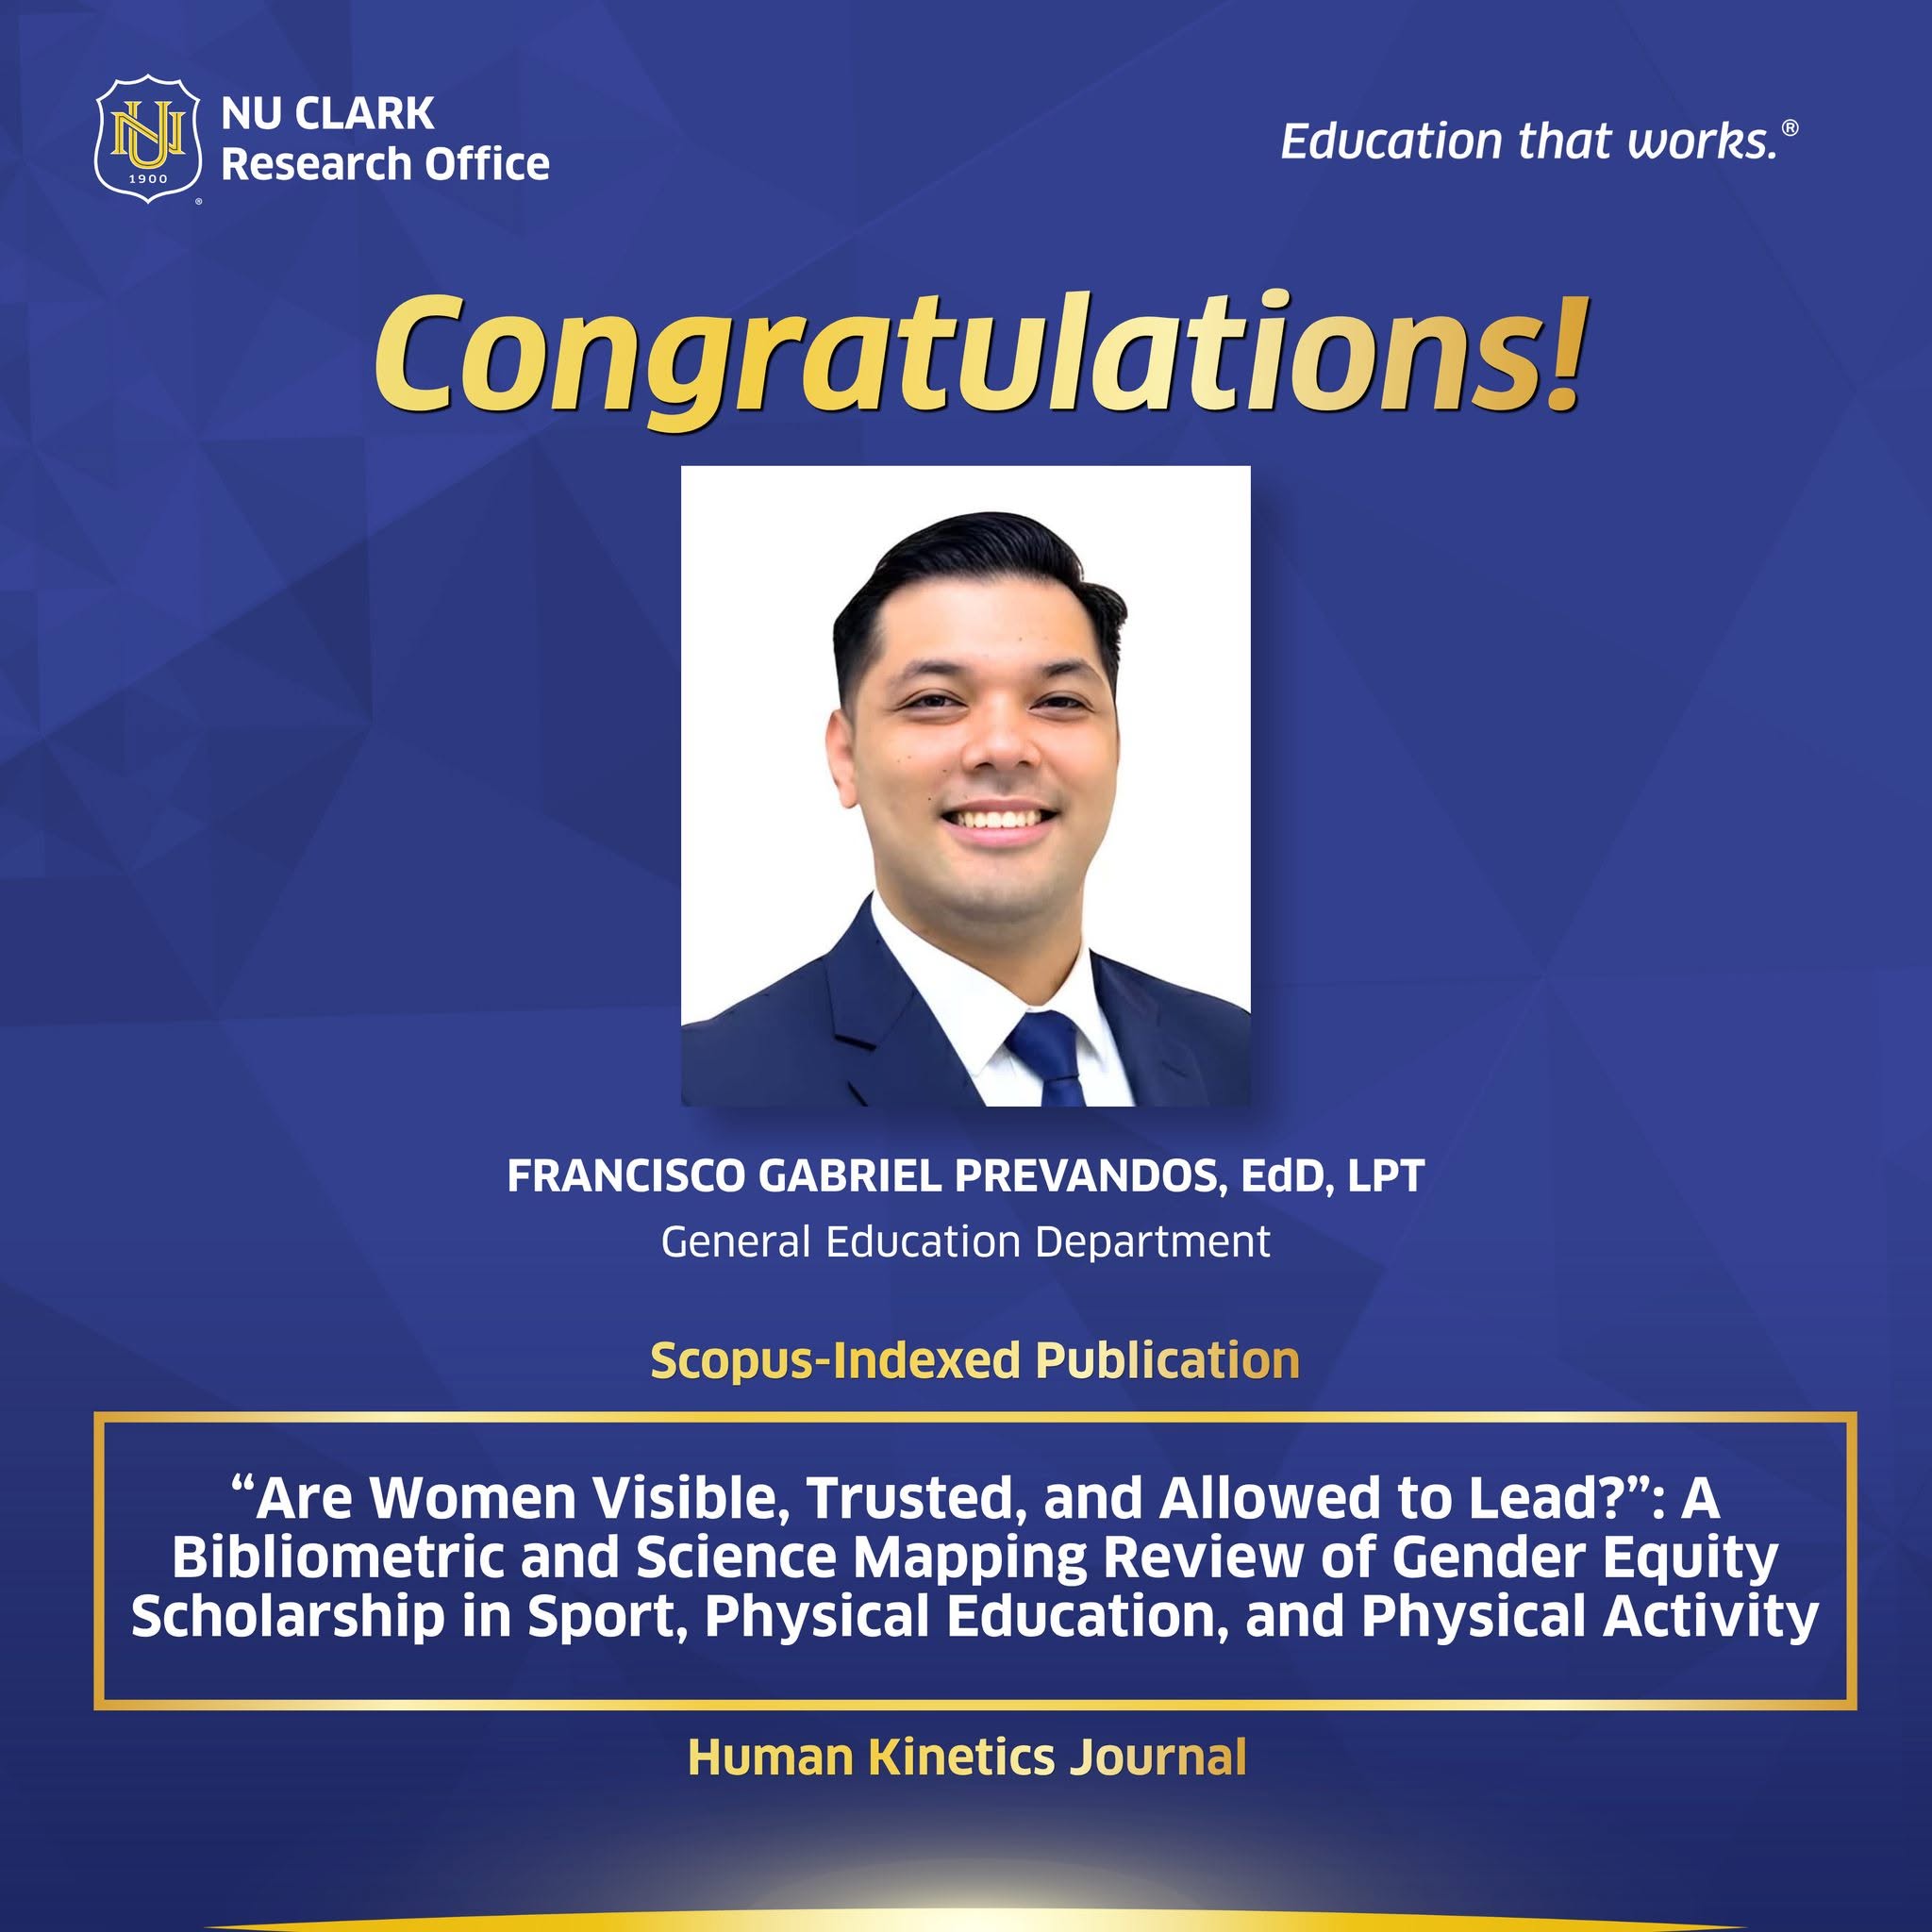 NU
1900
NU CLARK
Research Office
Education that works.®
Congratulations!
FRANCISCO GABRIEL PREVANDOS, EdD, LPT
General Education Department
Scopus-Indexed Publication
“Are Women Visible, Trusted, and Allowed to Lead?”: A
Bibliometric and Science Mapping Review of Gender Equity
Scholarship in Sport, Physical Education, and Physical Activity
Human Kinetics Journal